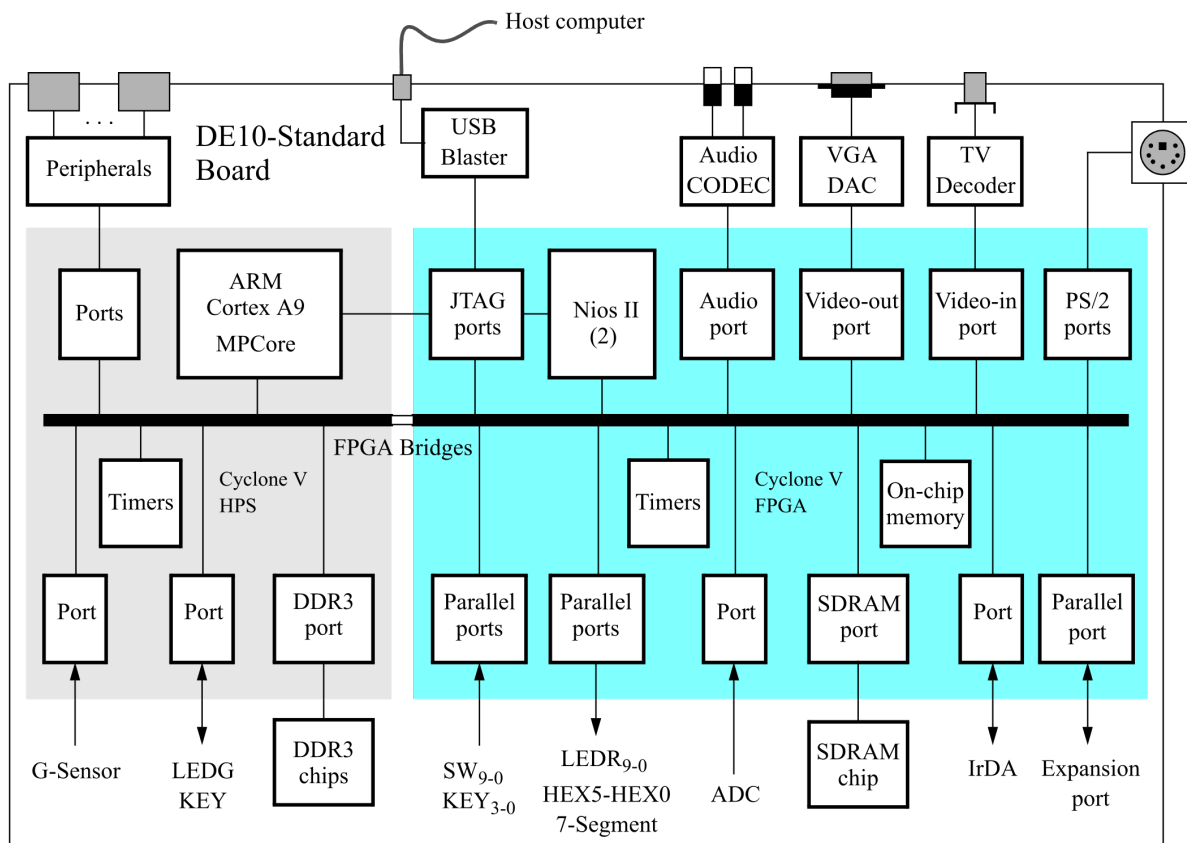 Host computer
. . .
DE10-Standard
Board
Peripherals
USB
Blaster
Audio
CODEC
VGA
DAC
TV
Decoder
Ports
ARM
Cortex A9
MPCore
JTAG
ports
Nios II
(2)
Audio
port
Video-out
port
Video-in
port
PS/2
ports
FPGA Bridges
Timers
Cyclone V
HPS
Timers
Cyclone V
FPGA
On-chip
memory
Port
Port
DDR3
port
Parallel
ports
Parallel
ports
Port
SDRAM
port
Port
Parallel
port
G-Sensor
LEDG
KEY
DDR3
chips
SW9-0
KEY3-0
LEDR9-0
HEX5-HEX0
7-Segment
ADC
SDRAM
chip
IrDA
Expansion
port